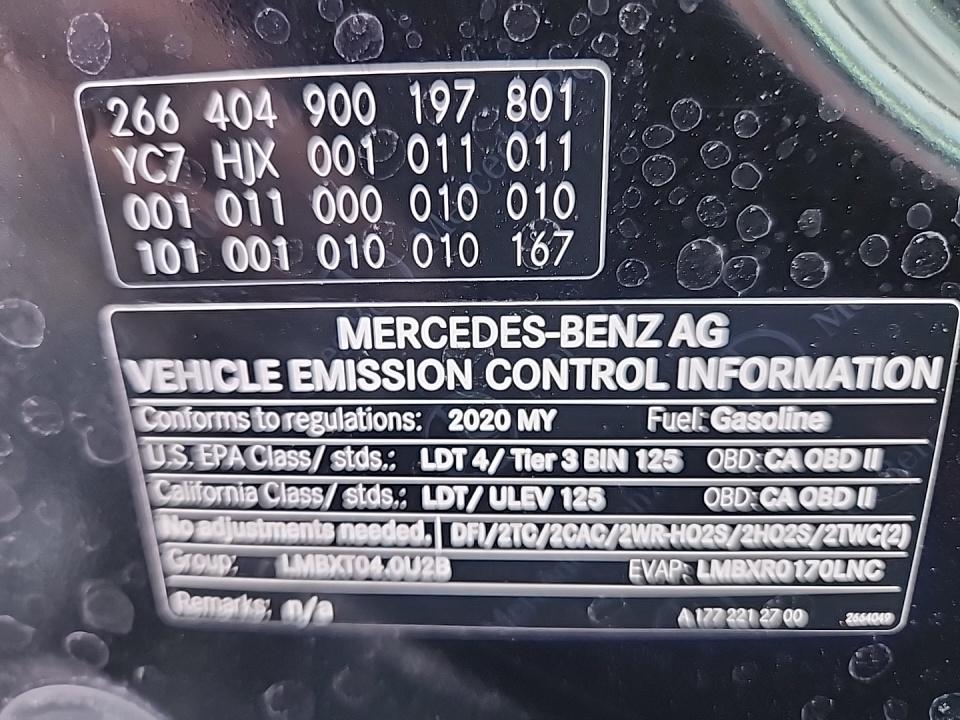 266 404 900 197 801
YC7 HJX 001 011 011
001 011 000 010 010
101 001 010 010 167
MERCEDES-BENZ AG
VEHICLE EMISSION CONTROL INFORMATION
Conforms to regulations: 2020 MY Fuel: Gasoline
U.S. EPA Class/ stds.: LDT 4/ Tier 3 BIN 125 OBD: CA OBD II
California Class/ stds.: LDT/ ULEV 125 OBD: CA OBD II
No adjustments needed. DFI/2TC/2CAC/2WR-HO2S/2HO2S/2TWC(2)
Group: LMBXT04.0U2B EVAP: LMBXR0170LNC
Remarks: n/a A 177 221 27 00 2664049